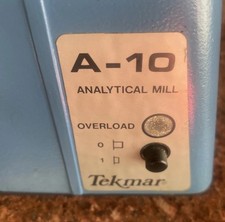 A-10
ANALYTICAL MILL
OVERLOAD
0
1
Tekmar